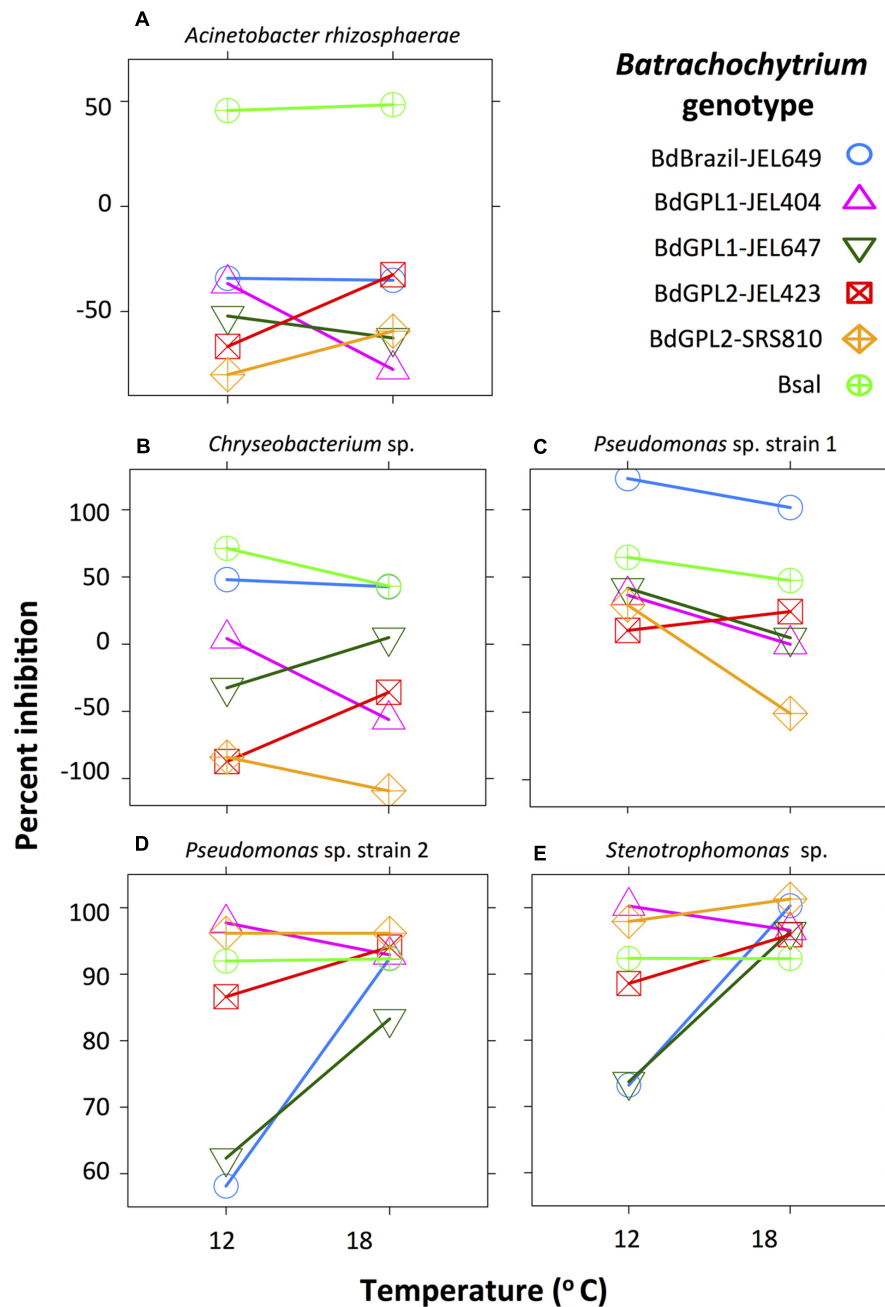 A
Acinetobacter rhizosphaerae
50
0
-50
Batrachochytrium
genotype
BdBrazil-JEL649
BdGPL1-JEL404
BdGPL1-JEL647
BdGPL2-JEL423
BdGPL2-SRS810
Bsal
B
Chryseobacterium sp.
100
50
0
-50
-100
C
Pseudomonas sp. strain 1
Percent inhibition
D
Pseudomonas sp. strain 2
100
90
80
70
60
12
18
E
Stenotrophomonas sp.
12
18
Temperature (o C)